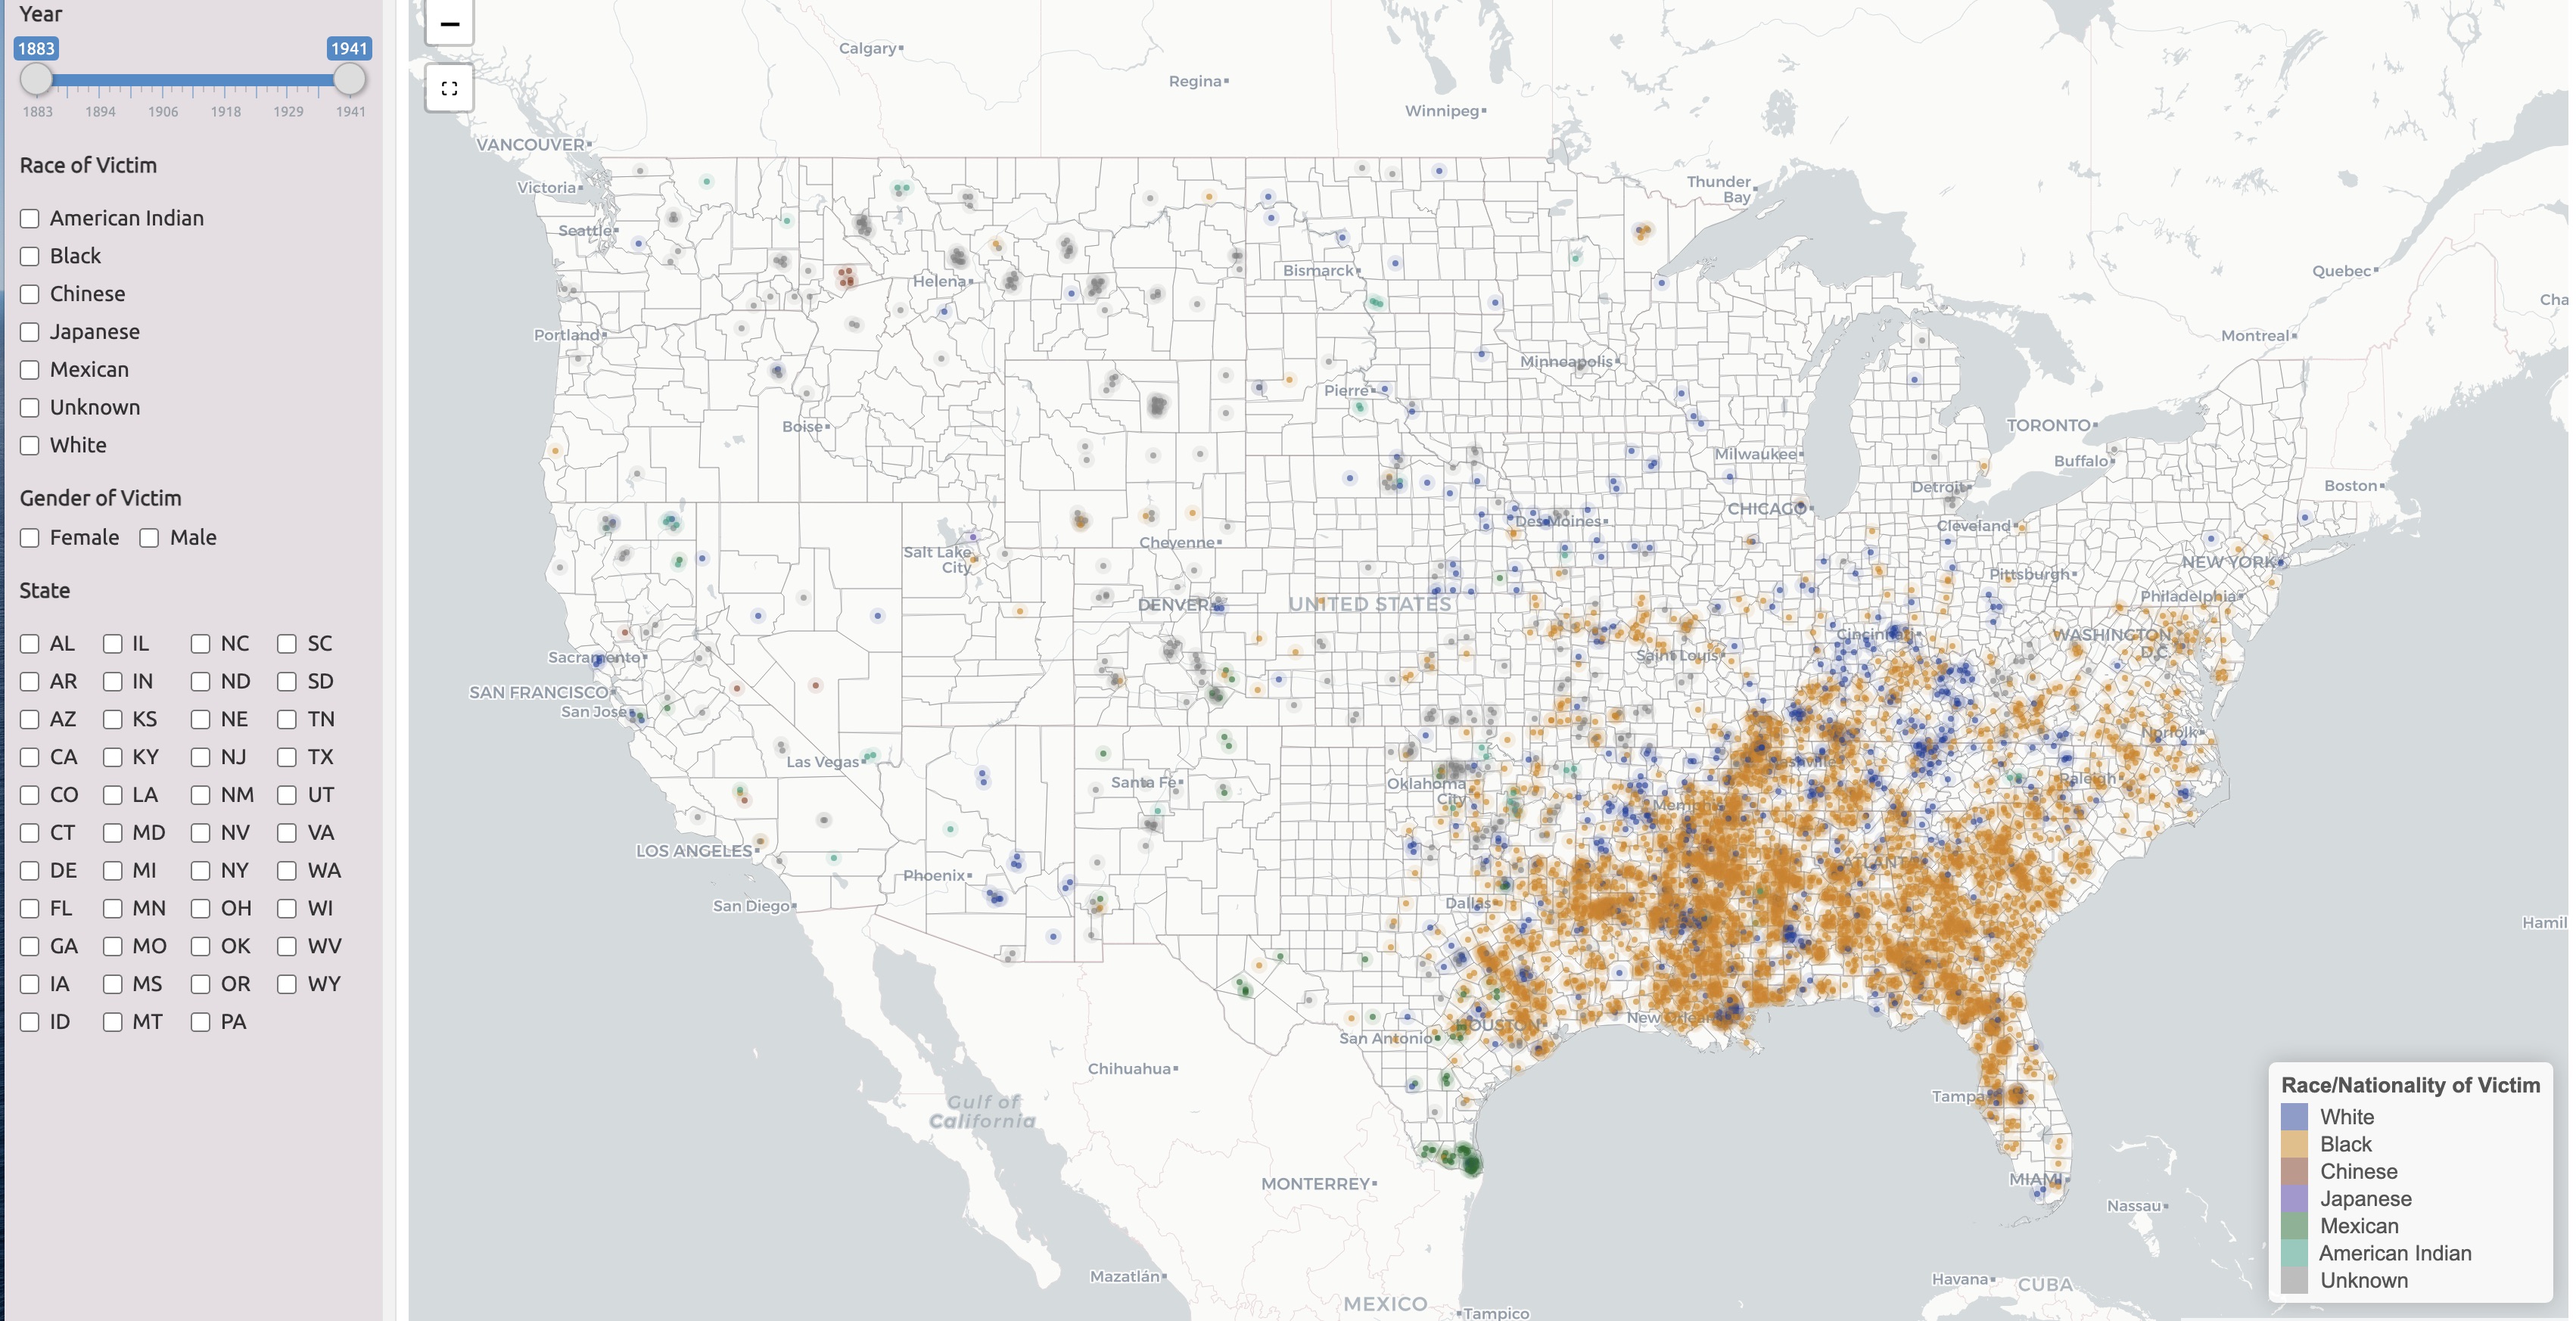 Year
1883 1941
1883 1894 1906 1918 1929 1941
Race of Victim
American Indian
Black
Chinese
Japanese
Mexican
Unknown
White
Gender of Victim
Female Male
State
AL IL NC SC
AR IN ND SD
AZ KS NE TN
CA KY NJ TX
CO LA NM UT
CT MD NV VA
DE MI NY WA
FL MN OH WI
GA MO OK WV
IA MS OR WY
ID MT PA
−
Calgary
Regina
Winnipeg
VANCOUVER
Victoria
Thunder
Bay
Seattle
Helena
Bismarck
Quebec
Cha
Portland
Montreal
Minneapolis
Pierre
Boise
TORONTO
Milwaukee
Buffalo
Detroit
Boston
CHICAGO
Des Moines
Cleveland
Cheyenne
Salt Lake
City
NEW YORK
Pittsburgh
DENVER
UNITED STATES
Philadelphia
Cincinnati
WASHINGTON
D.C.
Sacramento
Saint Louis
SAN FRANCISCO
San Jose
Norfolk
Las Vegas
Nashville
Santa Fe
Raleigh
Oklahoma
City
Memphis
LOS ANGELES
ATLANTA
Phoenix
San Diego
Dallas
Hamil
New Orleans
HOUSTON
San Antonio
Chihuahua
Gulf of
California
Tampa
MONTERREY
MIAMI
Nassau
Mazatlán
Havana
CUBA
MEXICO
Tampico
Race/Nationality of Victim
White
Black
Chinese
Japanese
Mexican
American Indian
Unknown